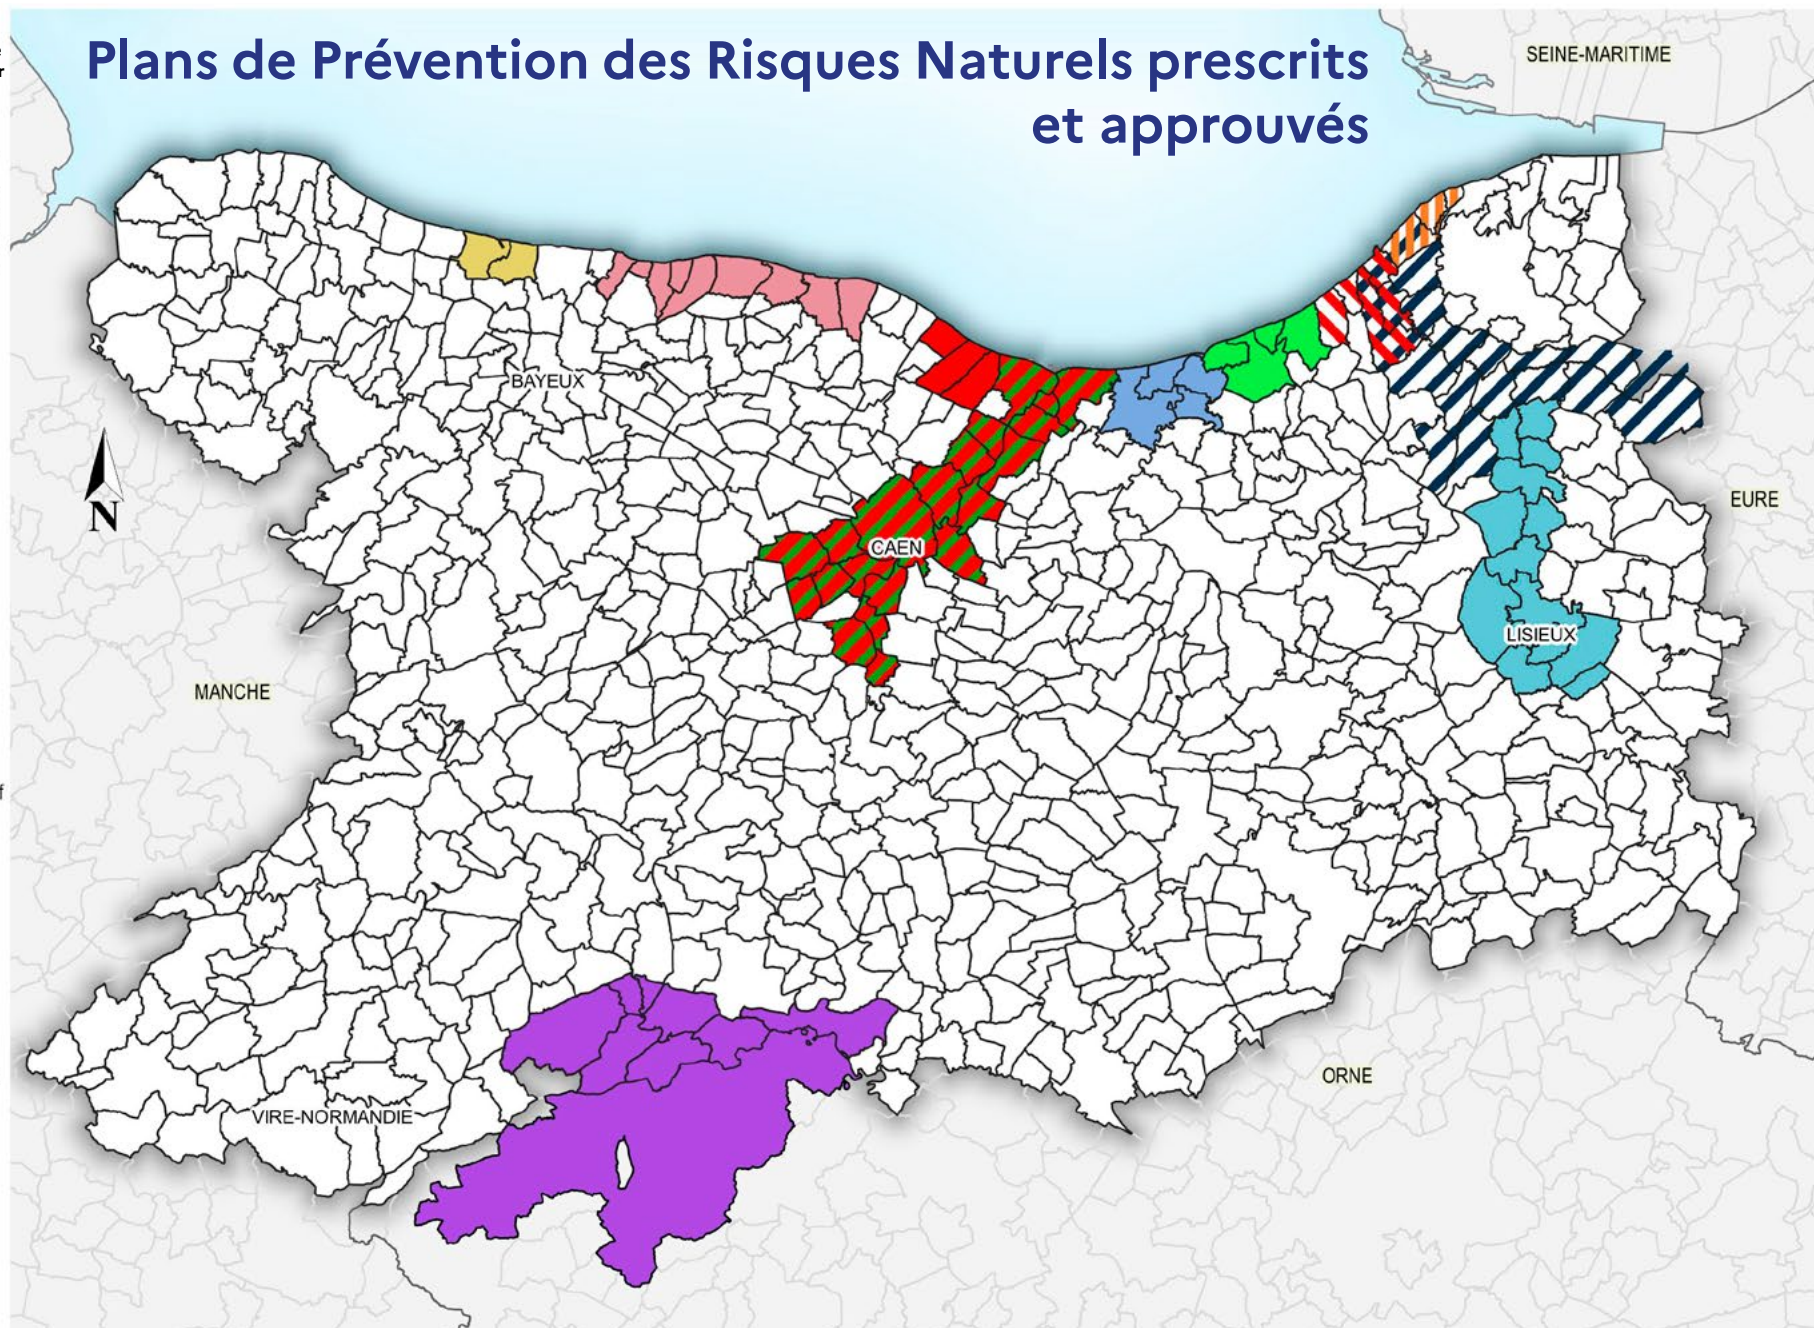 Plans de Prévention des Risques Naturels prescrits
et approuvés
SEINE-MARITIME
BAYEUX
N
CAEN
EURE
LISIEUX
MANCHE
ORNE
VIRE-NORMANDIE